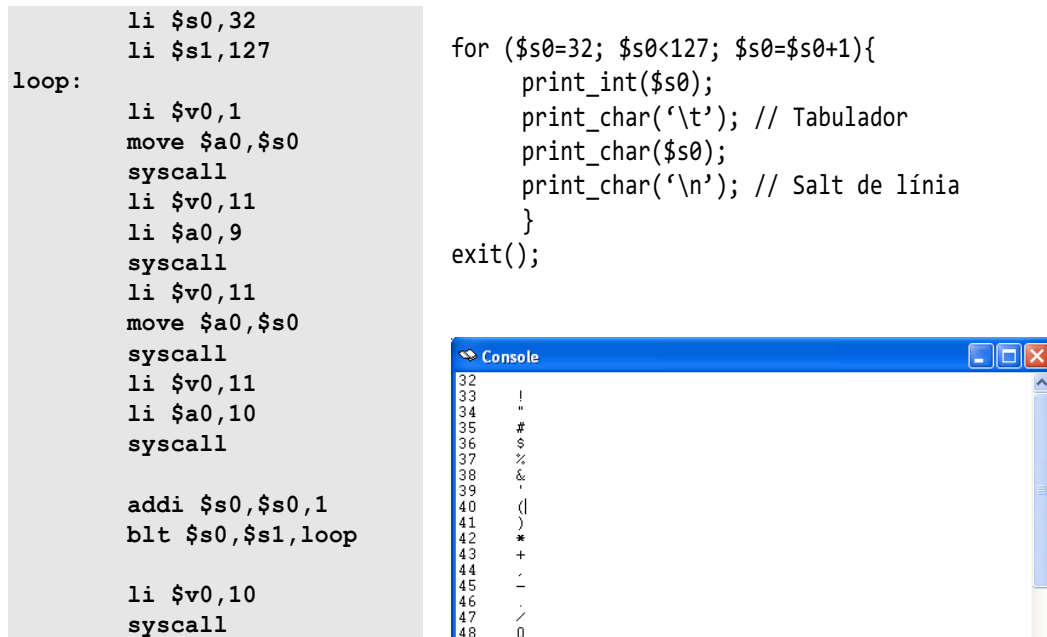 li $s0,32
li $s1,127
loop:
li $v0,1
move $a0,$s0
syscall
li $v0,11
li $a0,9
syscall
li $v0,11
move $a0,$s0
syscall
li $v0,11
li $a0,10
syscall
addi $s0,$s0,1
blt $s0,$s1,loop
li $v0,10
syscall
for ($s0=32; $s0<127; $s0=$s0+1){
print_int($s0);
print_char(‘\t’); // Tabulador
print_char($s0);
print_char(‘\n’); // Salt de línia
}
exit();
Console
32
33 !
34 "
35 #
36 $
37 %
38 &
39 '
40 (
41 )
42 *
43 +
44 ,
45 -
46 .
47 /
48 0